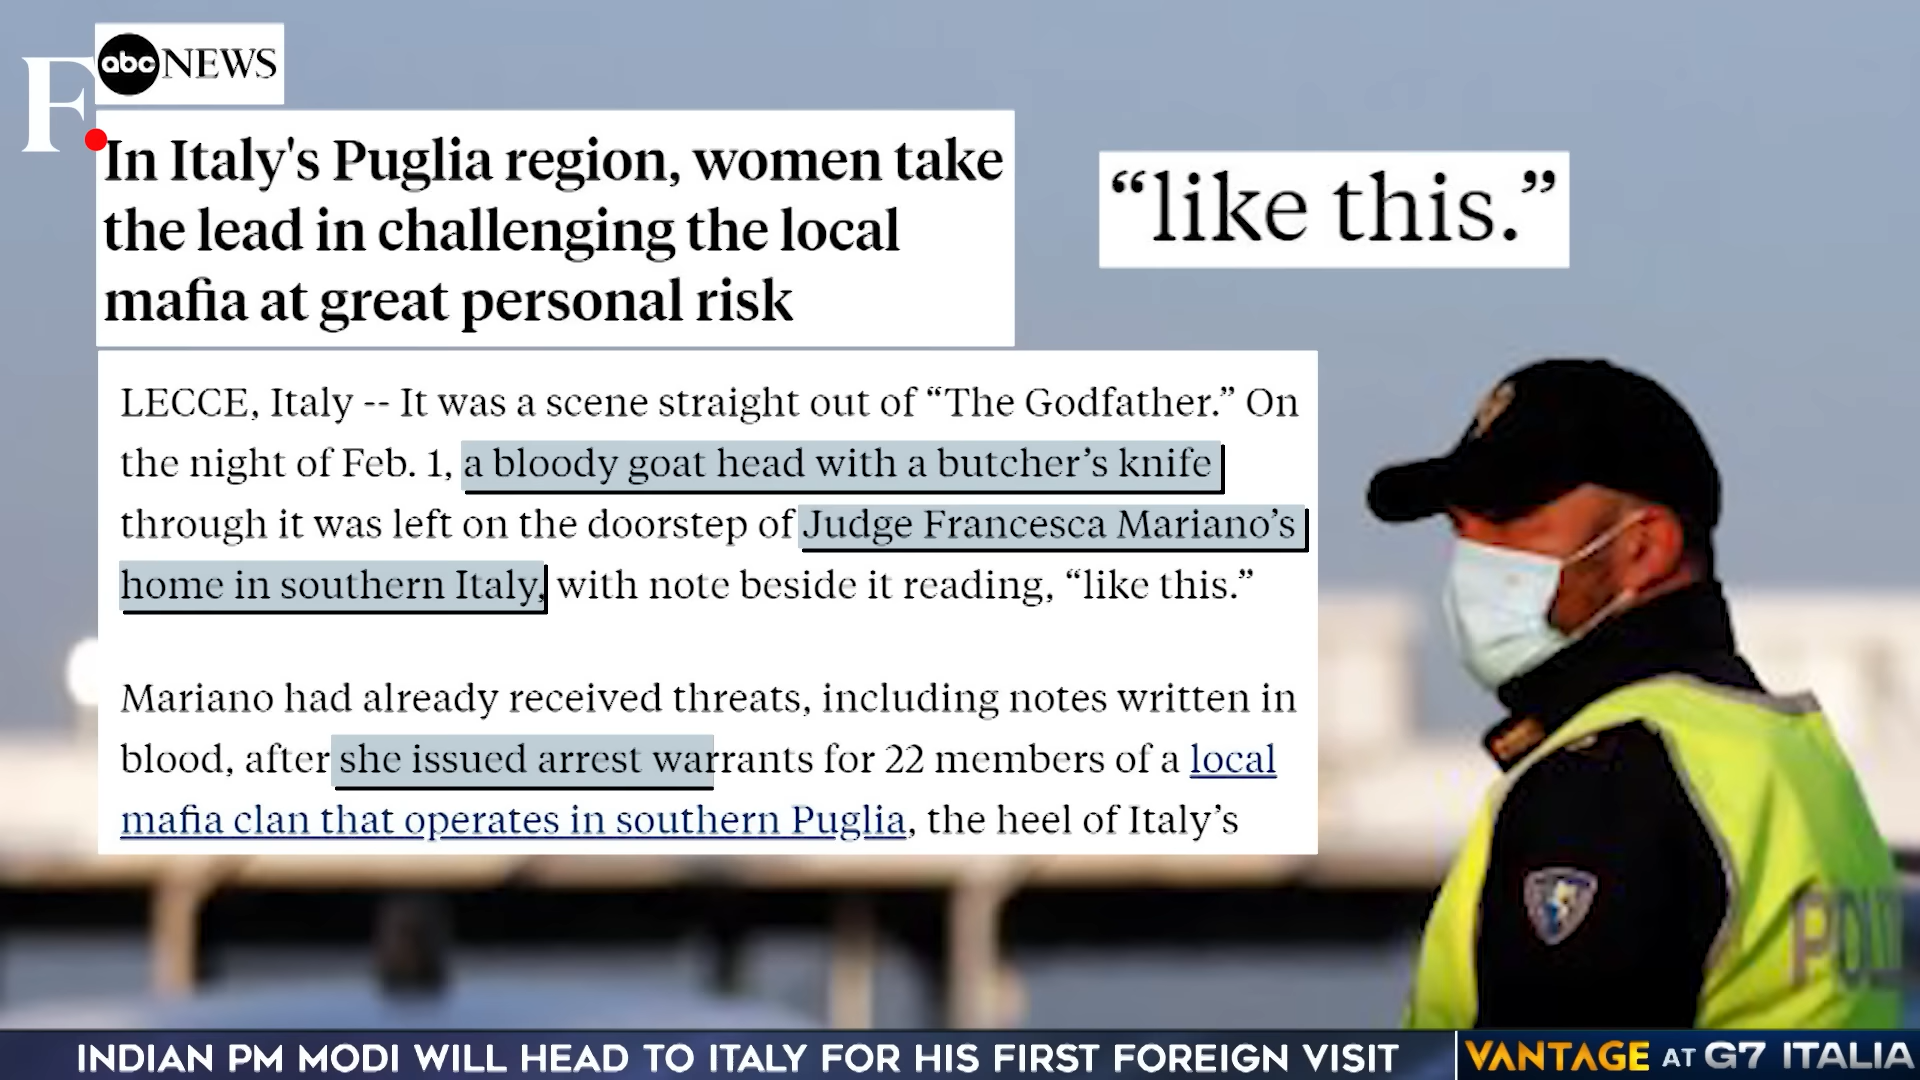 F.
abc NEWS
In Italy's Puglia region, women take
the lead in challenging the local
mafia at great personal risk
“like this.”
LECCE, Italy -- It was a scene straight out of “The Godfather.” On
the night of Feb. 1, a bloody goat head with a butcher’s knife
through it was left on the doorstep of Judge Francesca Mariano’s
home in southern Italy, with note beside it reading, “like this.”
Mariano had already received threats, including notes written in
blood, after she issued arrest warrants for 22 members of a local
mafia clan that operates in southern Puglia, the heel of Italy’s
INDIAN PM MODI WILL HEAD TO ITALY FOR HIS FIRST FOREIGN VISIT
VANTAGE AT G7 ITALIA